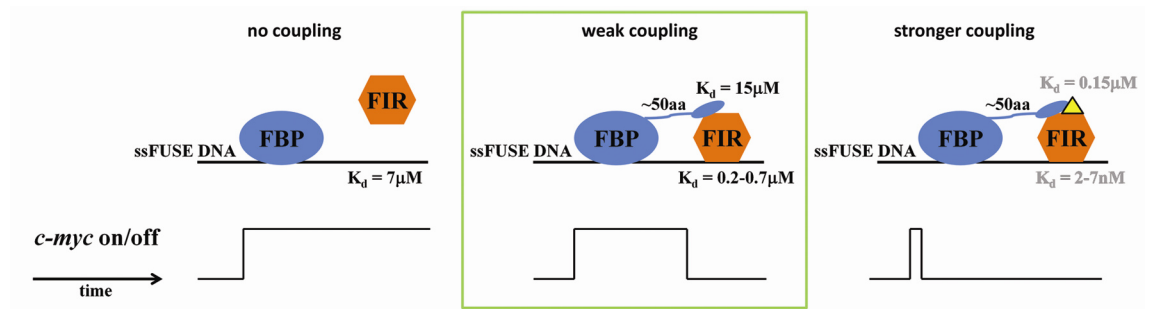 no coupling
FIR
FBP
ssFUSE DNA
K_d = 7μM
weak coupling
K_d = 15μM
~50aa
FBP
FIR
ssFUSE DNA
K_d = 0.2-0.7μM
stronger coupling
K_d = 0.15μM
~50aa
FBP
FIR
ssFUSE DNA
K_d = 2-7nM
c-myc on/off
time